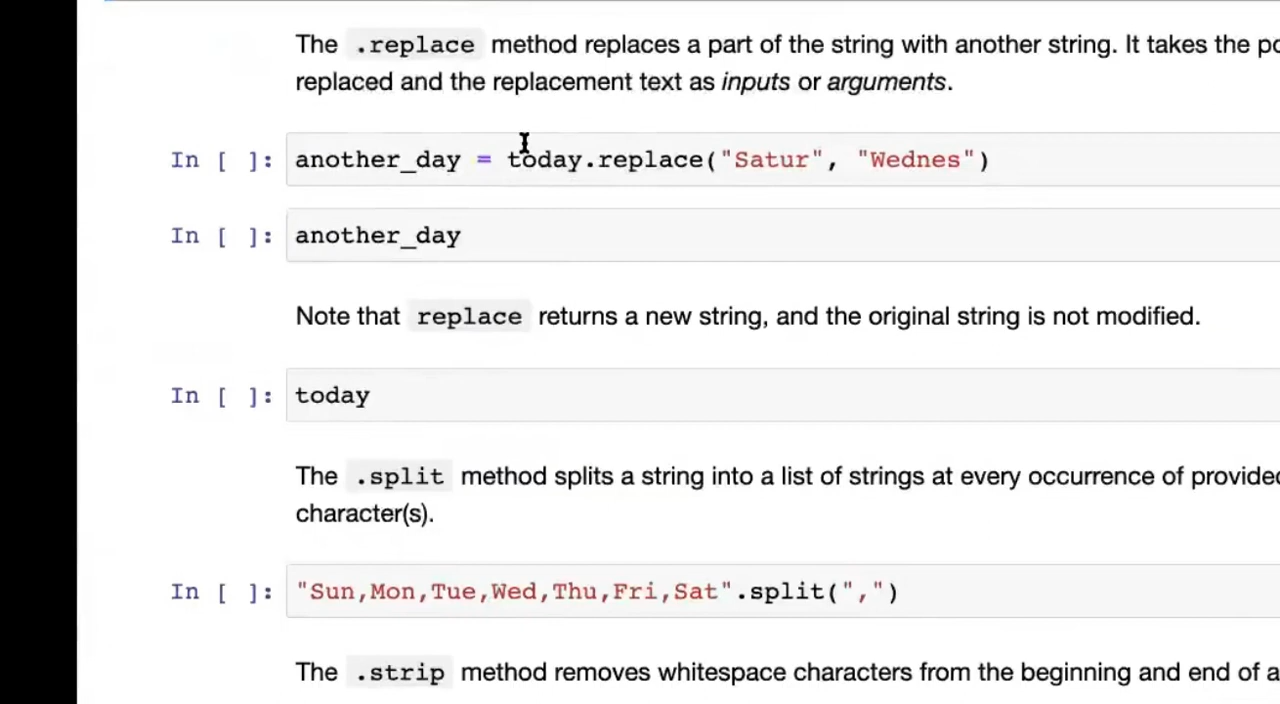 The .replace method replaces a part of the string with another string. It takes the
replaced and the replacement text as inputs or arguments.
In [ ]: another_day = today.replace("Satur", "Wednes")
In [ ]: another_day
Note that replace returns a new string, and the original string is not modified.
In [ ]: today
The .split method splits a string into a list of strings at every occurrence of
character(s).
In [ ]: "Sun,Mon,Tue,Wed,Thu,Fri,Sat".split(",")
The .strip method removes whitespace characters from the beginning and end of a